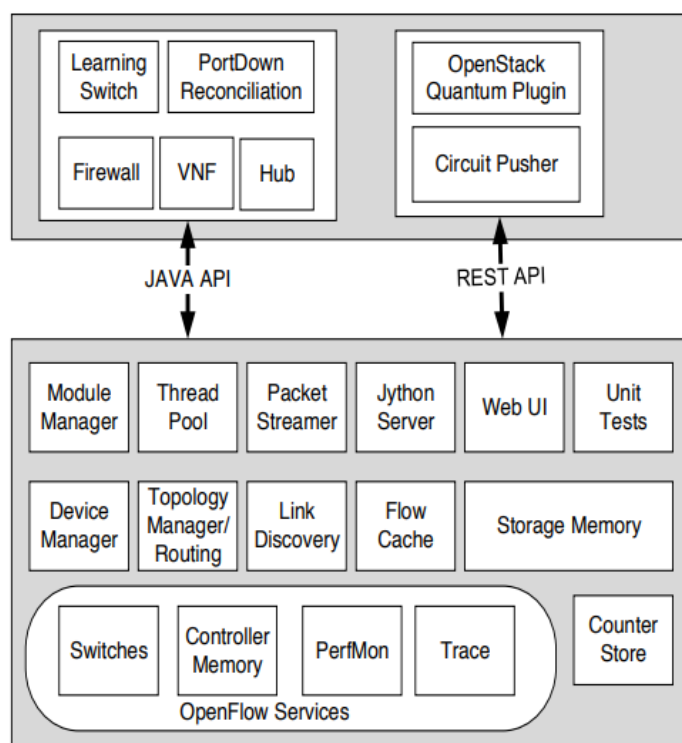 Learning
Switch
PortDown
Reconciliation
OpenStack
Quantum Plugin
Firewall
VNF
Hub
Circuit Pusher
JAVA API
REST API
Module
Manager
Thread
Pool
Packet
Streamer
Jython
Server
Web UI
Unit
Tests
Device
Manager
Topology
Manager/
Routing
Link
Discovery
Flow
Cache
Storage Memory
Switches
Controller
Memory
PerfMon
Trace
Counter
Store
OpenFlow Services